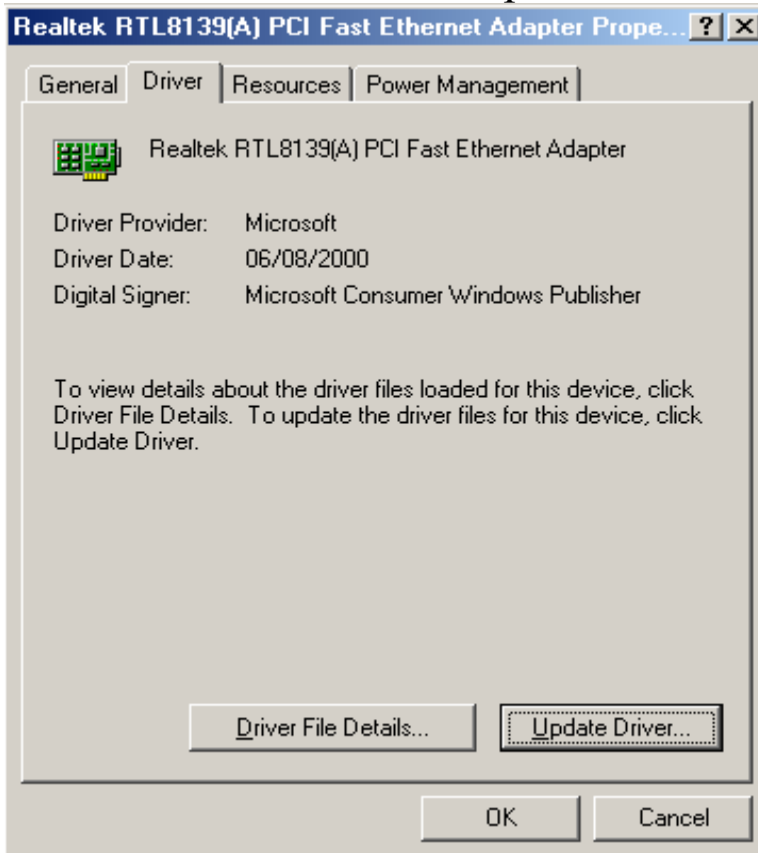 Realtek RTL8139(A) PCI Fast Ethernet Adapter Prope...
General Driver Resources Power Management
Realtek RTL8139(A) PCI Fast Ethernet Adapter
Driver Provider: Microsoft
Driver Date: 06/08/2000
Digital Signer: Microsoft Consumer Windows Publisher
To view details about the driver files loaded for this device, click
Driver File Details. To update the driver files for this device, click
Update Driver.
Driver File Details... Update Driver...
OK Cancel